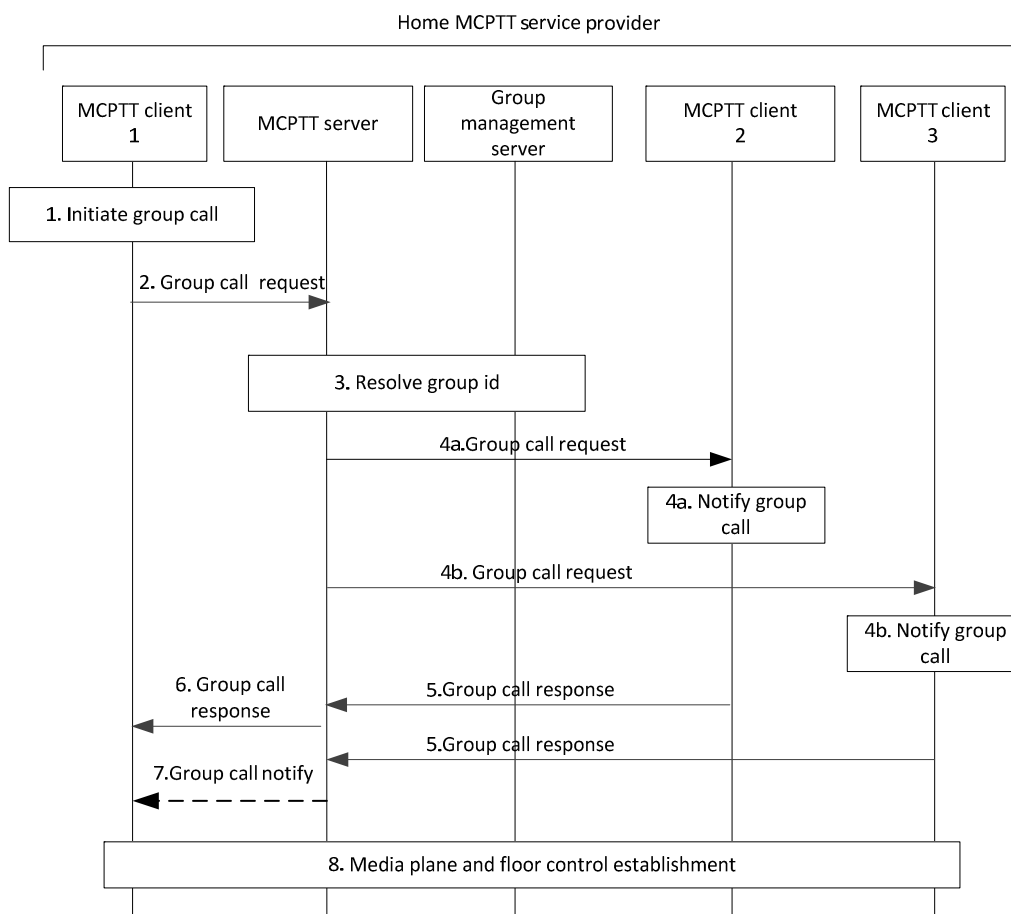 Home MCPTT service provider
MCPTT client
1
MCPTT server
Group
management
server
MCPTT client
2
MCPTT client
3
1. Initiate group call
2. Group call request
3. Resolve group id
4a.Group call request
4a. Notify group
call
4b. Group call request
4b. Notify group
call
6. Group call
response
5.Group call response
5.Group call response
7.Group call notify
8. Media plane and floor control establishment